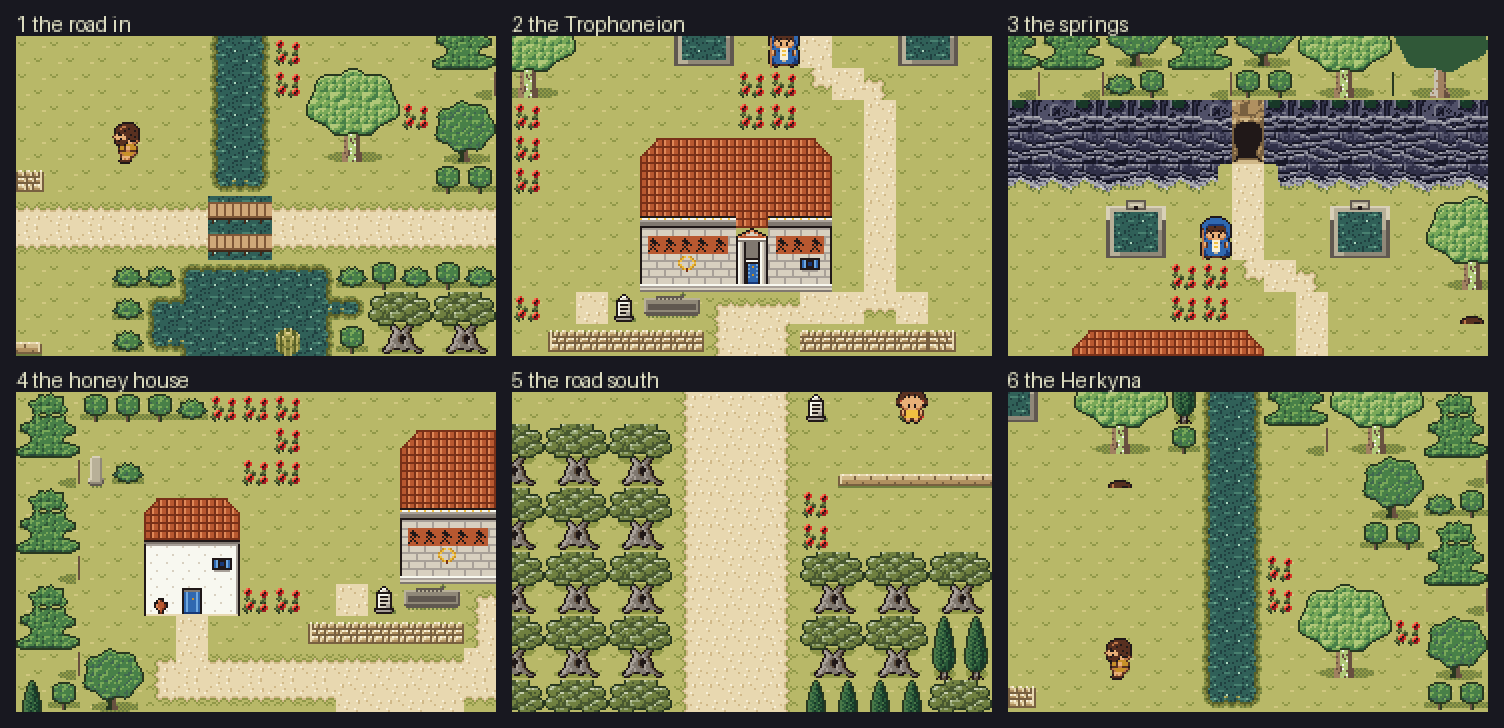 1 the road in
2 the Trophoneion
3 the springs
4 the honey house
5 the road south
6 the Herkyna